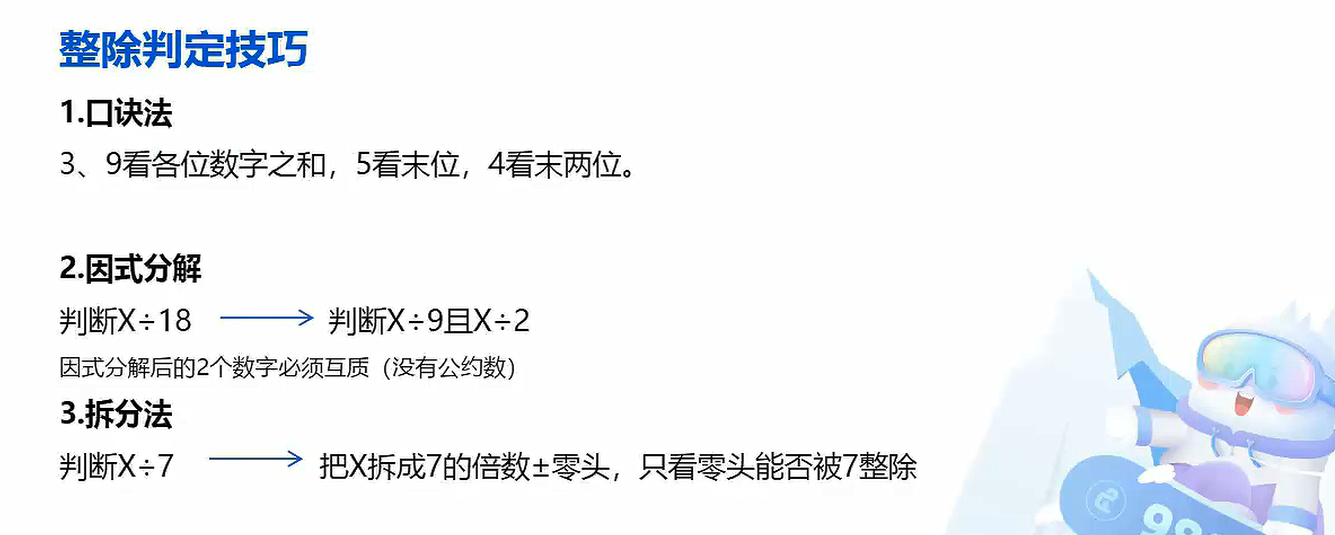 整除判定技巧
1.口诀法
3、9看各位数字之和，5看末位，4看末两位。
2.因式分解
判断X÷18 → 判断X÷9且X÷2
因式分解后的2个数字必须互质（没有公约数）
3.拆分法
判断X÷7 → 把X拆成7的倍数±零头，只看零头能否被7整除